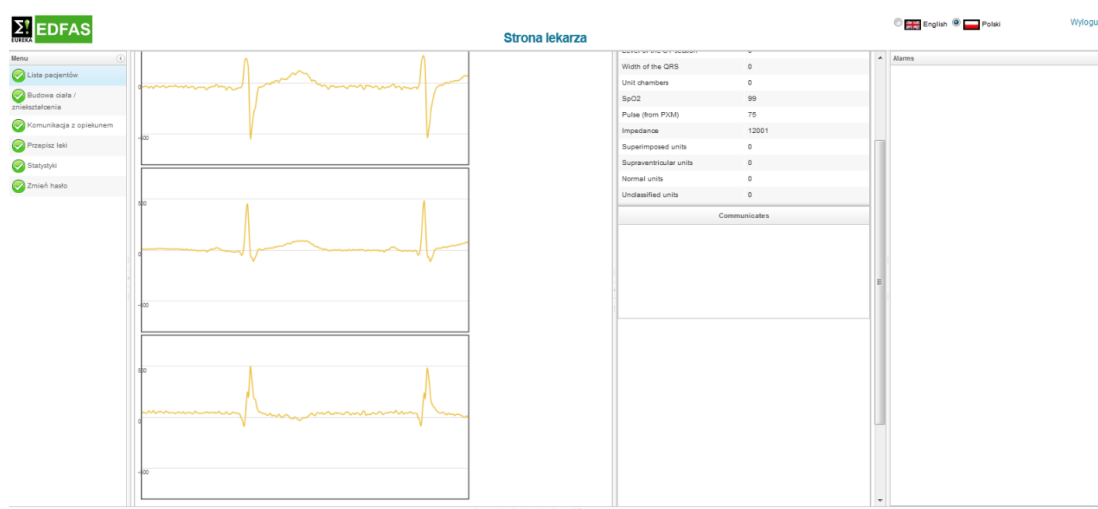 Σ!
EUREKA
EDFAS
Strona lekarza
English
Polski
Wylogu
Menu
Lista pacjentów
Budowa ciała /
zniekształcenia
Komunikacja z opiekunem
Przepisz leki
Statystyki
Zmień hasło
0
-500
500
0
-500
500
0
-500
0
Width of the QRS 0
Unit chambers 0
SpO2 99
Pulse (from PXM) 75
Impedance 12001
Superimposed units 0
Supraventricular units 0
Normal units 0
Unclassified units 0
Communicates
Alarms